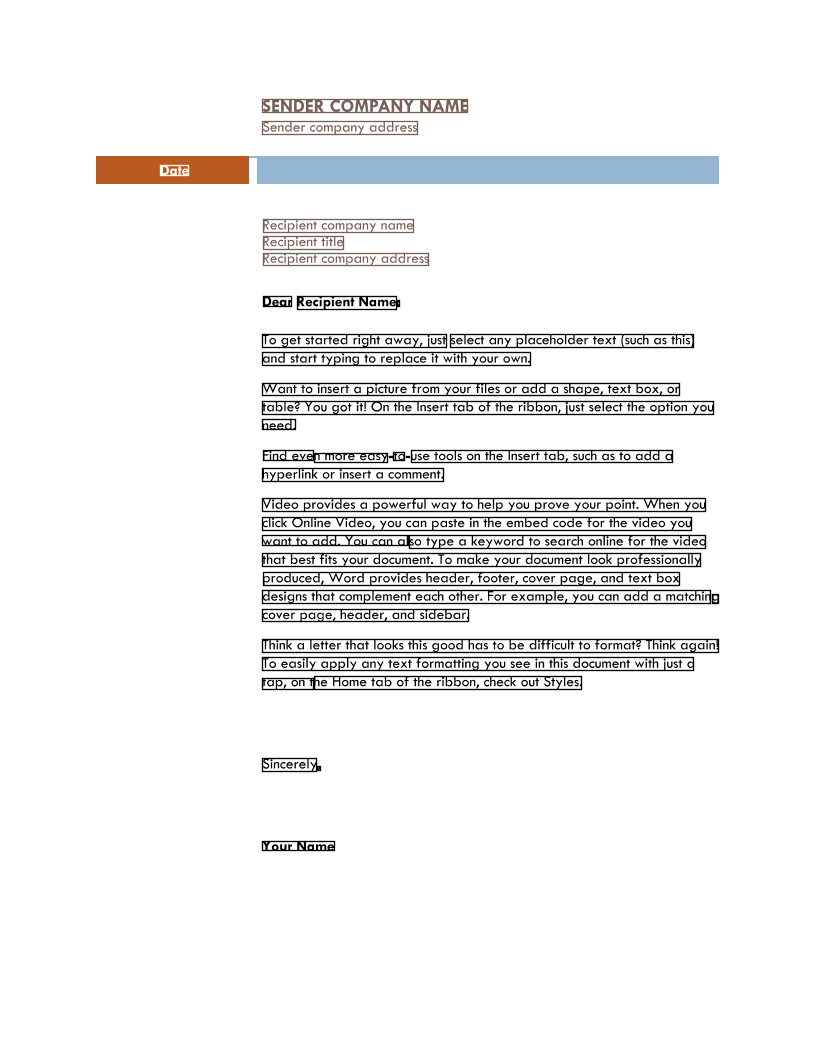 SENDER COMPANY NAME
Sender company address
Date
Recipient company name
Recipient title
Recipient company address
Dear Recipient Name:
To get started right away, just select any placeholder text (such as this)
and start typing to replace it with your own.
Want to insert a picture from your files or add a shape, text box, or
table? You got it! On the Insert tab of the ribbon, just select the option you
need.
Find even more easy-to-use tools on the Insert tab, such as to add a
hyperlink or insert a comment.
Video provides a powerful way to help you prove your point. When you
click Online Video, you can paste in the embed code for the video you
want to add. You can also type a keyword to search online for the video
that best fits your document. To make your document look professionally
produced, Word provides header, footer, cover page, and text box
designs that complement each other. For example, you can add a matching
cover page, header, and sidebar.
Think a letter that looks this good has to be difficult to format? Think again!
To easily apply any text formatting you see in this document with just a
tap, on the Home tab of the ribbon, check out Styles.
Sincerely,
Your Name